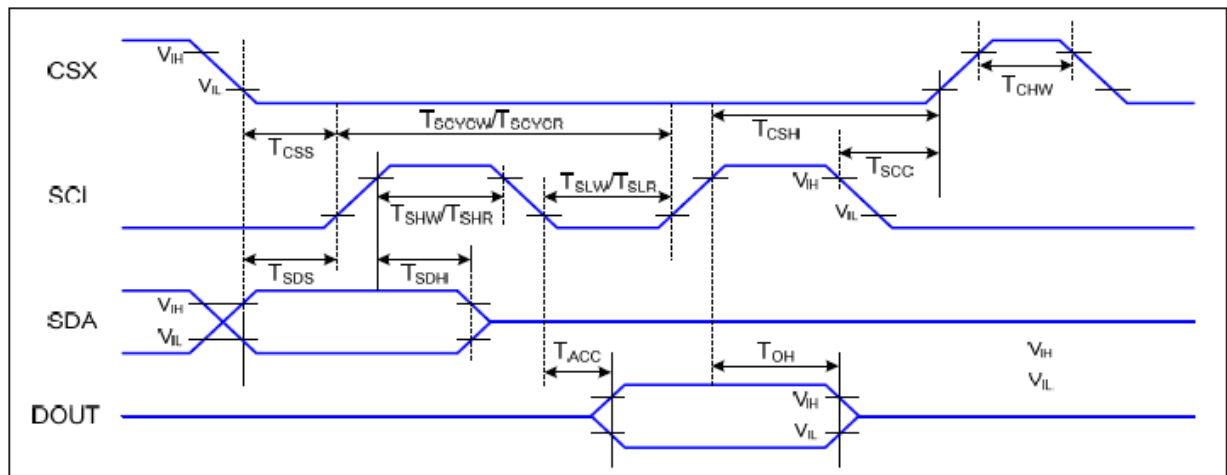 CSX
VIH
VIL
TCHW
TSCYCW/TSCYCR
TCSS
TCSH
TSCC
SCL
TSHW/TSHR
TSLW/TSLR
VIH
VIL
TSDS
TSDH
SDA
VIH
VIL
TACC
TOH
VIH
VIL
DOUT
VIH
VIL